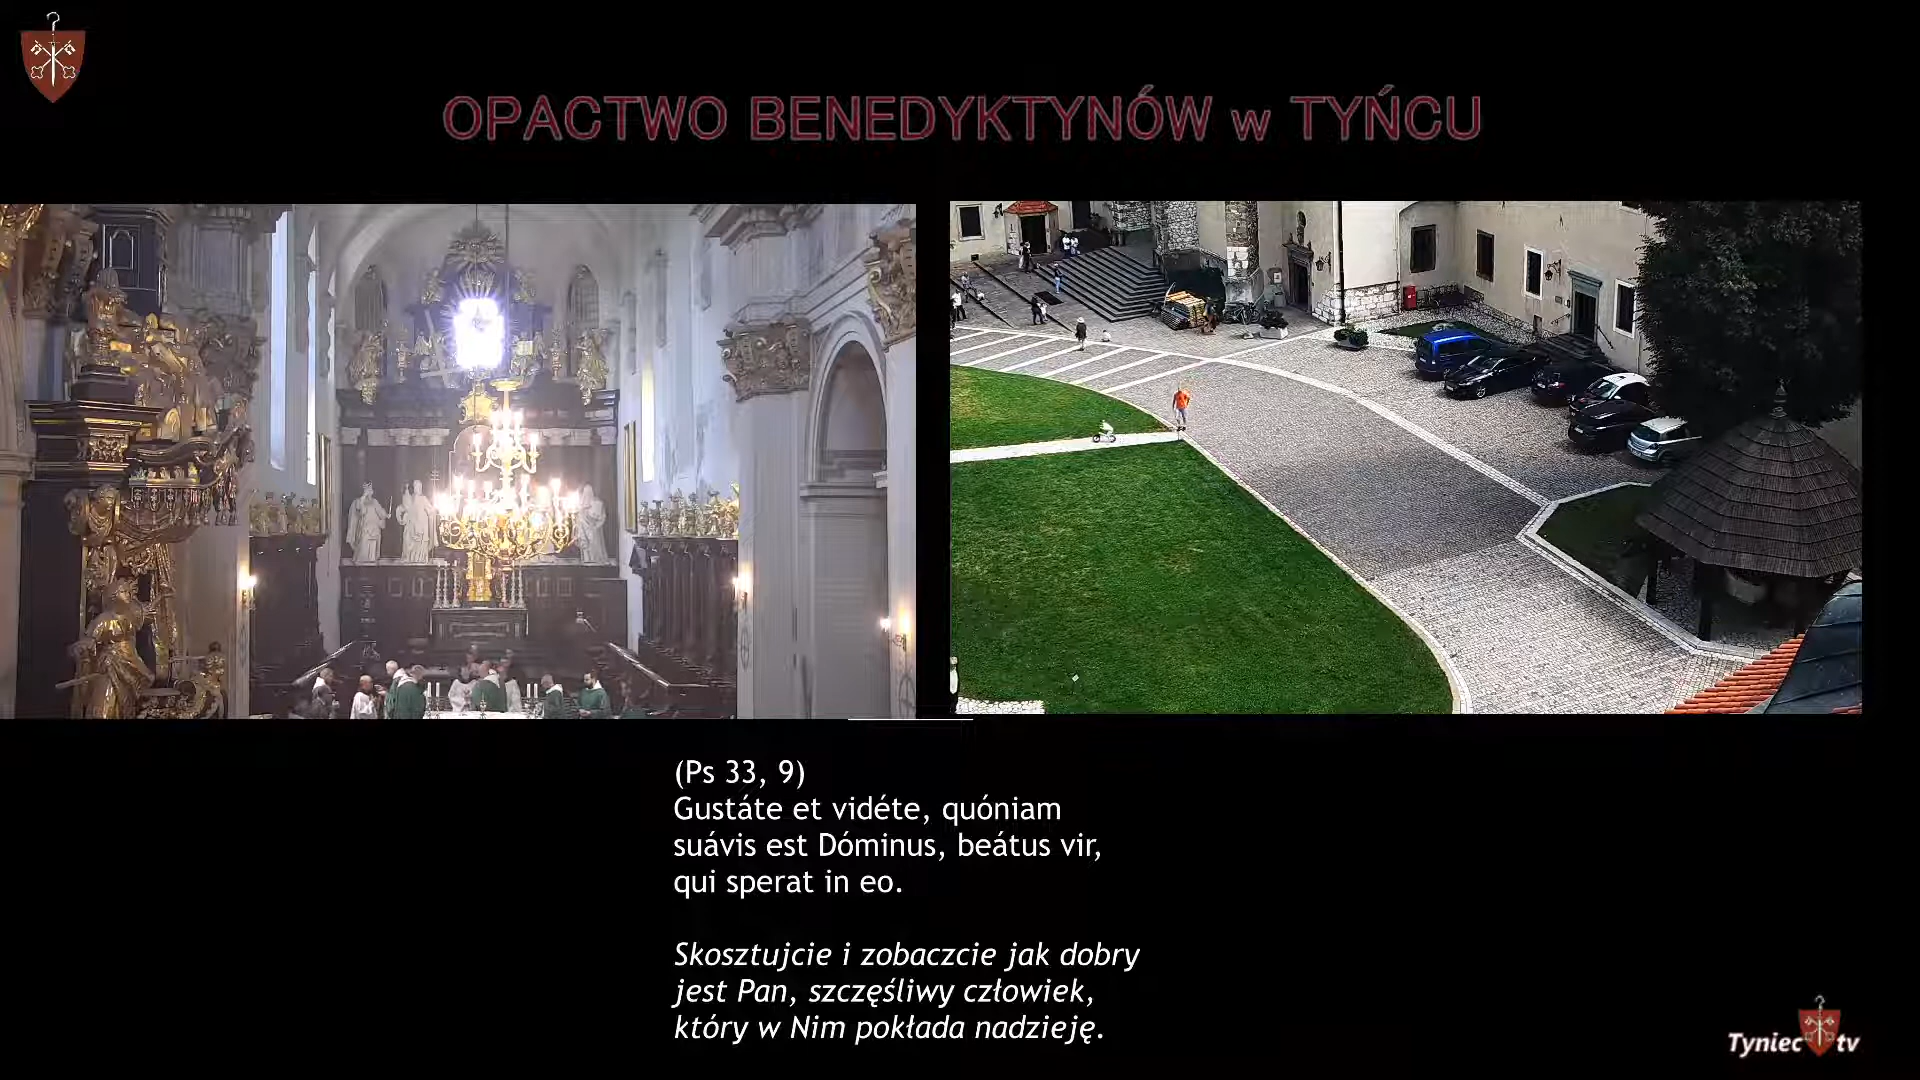 OPACTWO BENEDYKTYNÓW w TYŃCU
(Ps 33, 9)
Gustáte et vidéte, quóniam
suávis est Dóminus, beátus vir,
qui sperat in eo.
Skosztujcie i zobaczcie jak dobry
jest Pan, szczęśliwy człowiek,
który w Nim pokłada nadzieję.
Tyniec tv